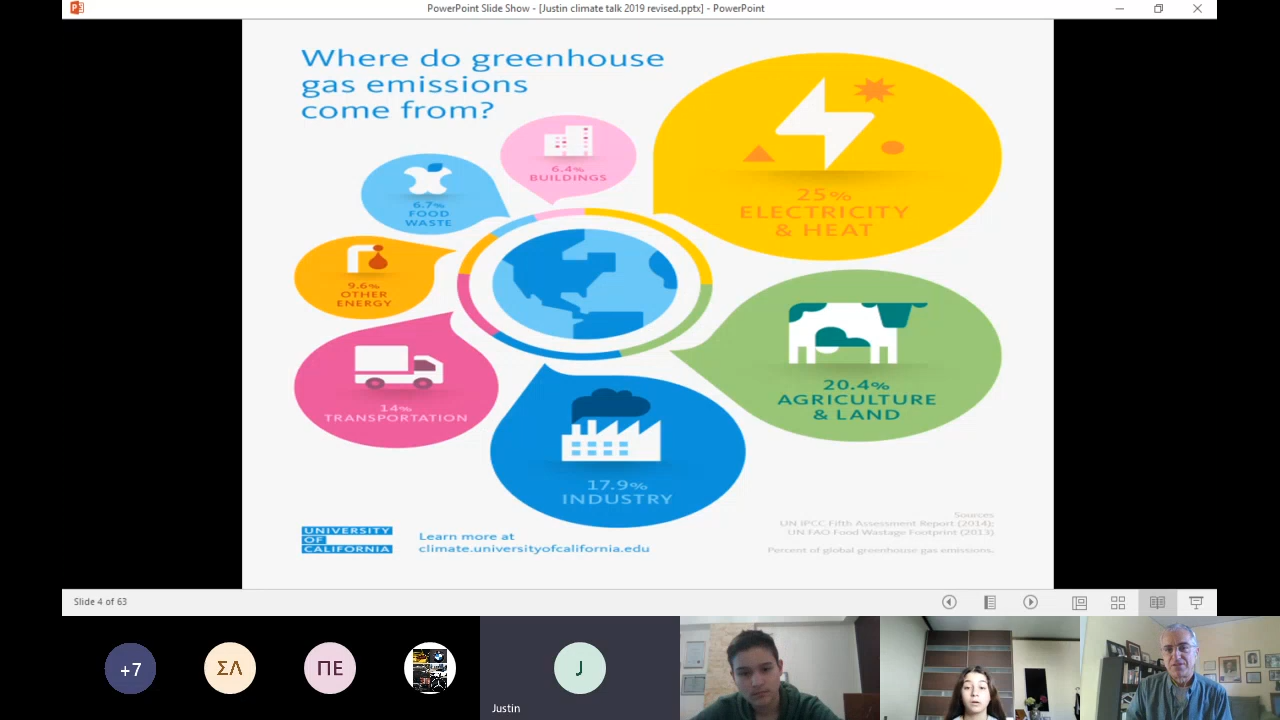 PowerPoint Slide Show - [Justin climate talk 2019 revised.pptx] - PowerPoint
Where do greenhouse
gas emissions
come from?
6.4%
BUILDINGS
6.7%
FOOD
WASTE
9.6%
OTHER
ENERGY
14%
TRANSPORTATION
17.9%
INDUSTRY
25%
ELECTRICITY
& HEAT
20.4%
AGRICULTURE
& LAND
UNIVERSITY
OF
CALIFORNIA
Learn more at
climate.universityofcalifornia.edu
Sources
UN IPCC Fifth Assessment Report (2014);
UN FAO Food Wastage Footprint (2013)
Percent of global greenhouse gas emissions.
Slide 4 of 63
+7
ΣΛ
ΠΕ
J
Justin